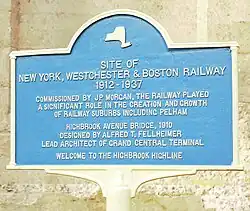 SITE OF
NEW YORK, WESTCHESTER & BOSTON RAILWAY
1912-1937
COMMISSIONED BY JP MORGAN, THE RAILWAY PLAYED
A SIGNIFICANT ROLE IN THE CREATION AND GROWTH
OF RAILWAY SUBURBS INCLUDING PELHAM
HIGHBROOK AVENUE BRIDGE, 1910
DESIGNED BY ALFRED T. FELLHEIMER
LEAD ARCHITECT OF GRAND CENTRAL TERMINAL
WELCOME TO THE HIGHBROOK HIGHLINE